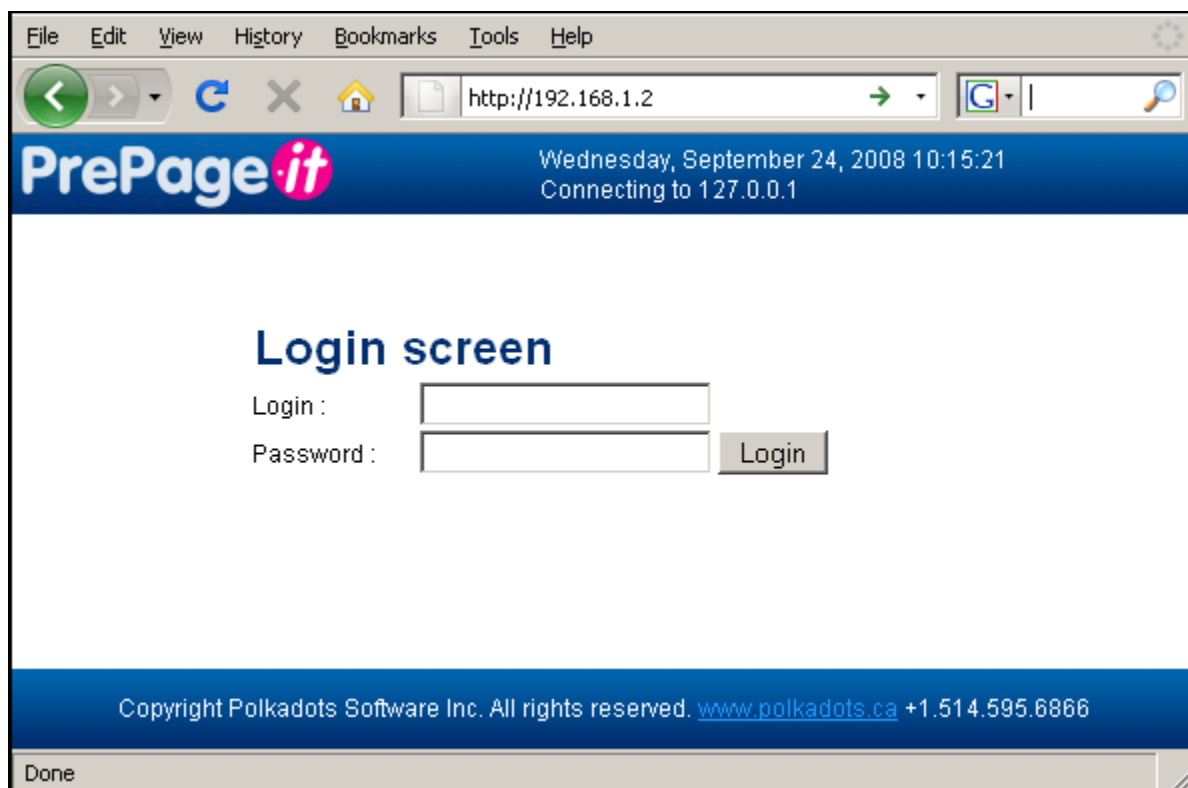 File Edit View History Bookmarks Tools Help
http://192.168.1.2 G
PrePage·it
Wednesday, September 24, 2008 10:15:21
Connecting to 127.0.0.1
Login screen
Login :
Password : Login
Copyright Polkadots Software Inc. All rights reserved. www.polkadots.ca +1.514.595.6866
Done